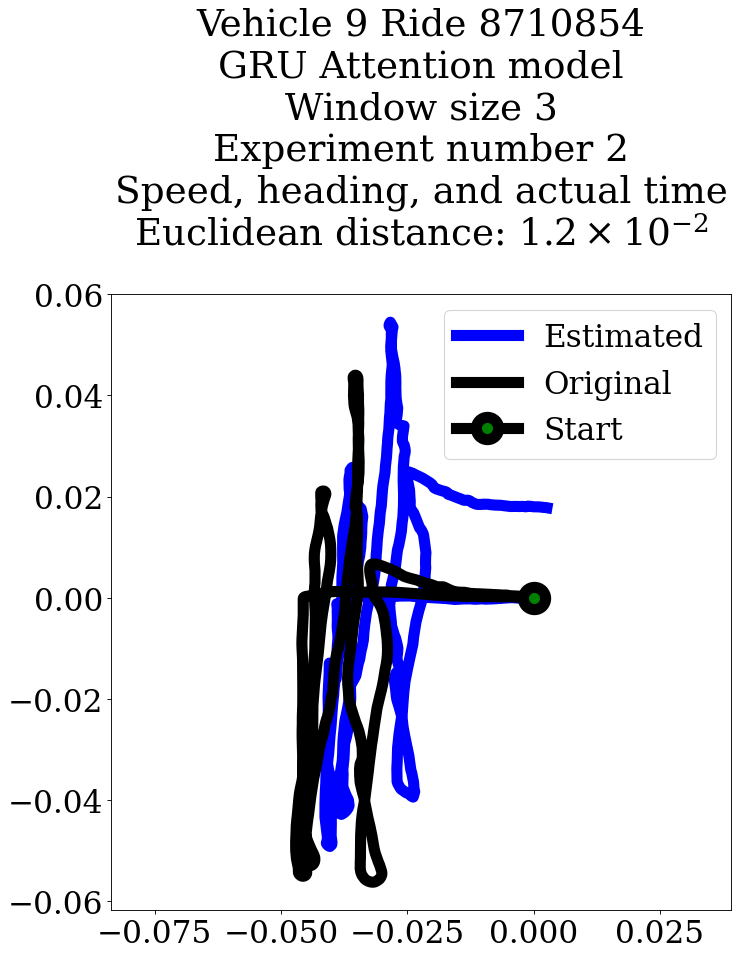 Vehicle 9 Ride 8710854
GRU Attention model
Window size 3
Experiment number 2
Speed, heading, and actual time
Euclidean distance: 1.2 × 10⁻²
0.06
0.04
0.02
0.00
−0.02
−0.04
−0.06
Estimated
Original
Start
−0.075 −0.050 −0.025 0.000 0.025